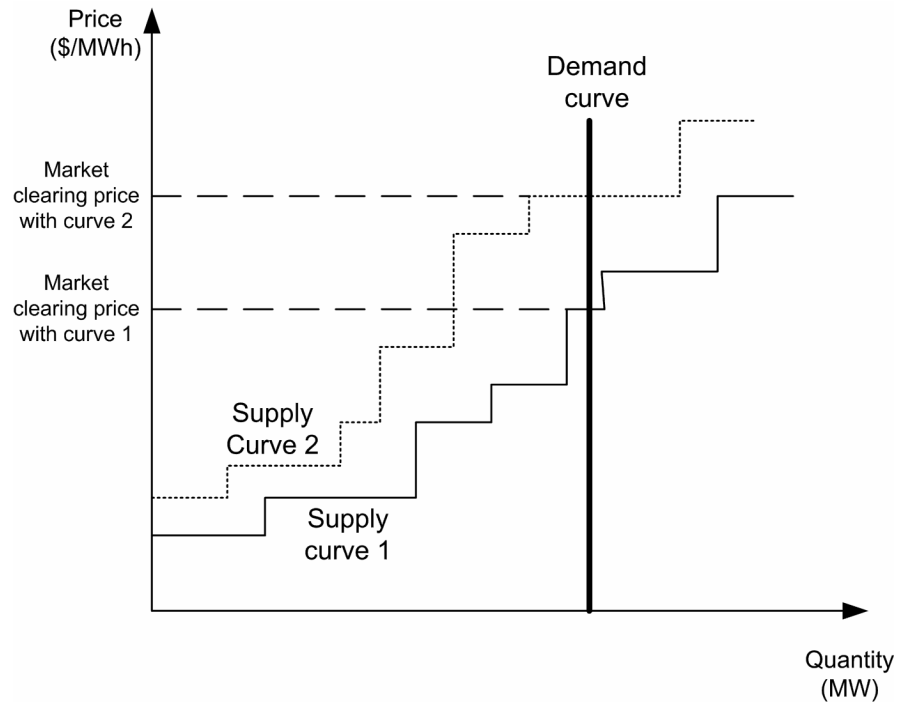 Price
($/MWh)
Demand
curve
Market
clearing price
with curve 2
Market
clearing price
with curve 1
Supply
Curve 2
Supply
curve 1
Quantity
(MW)